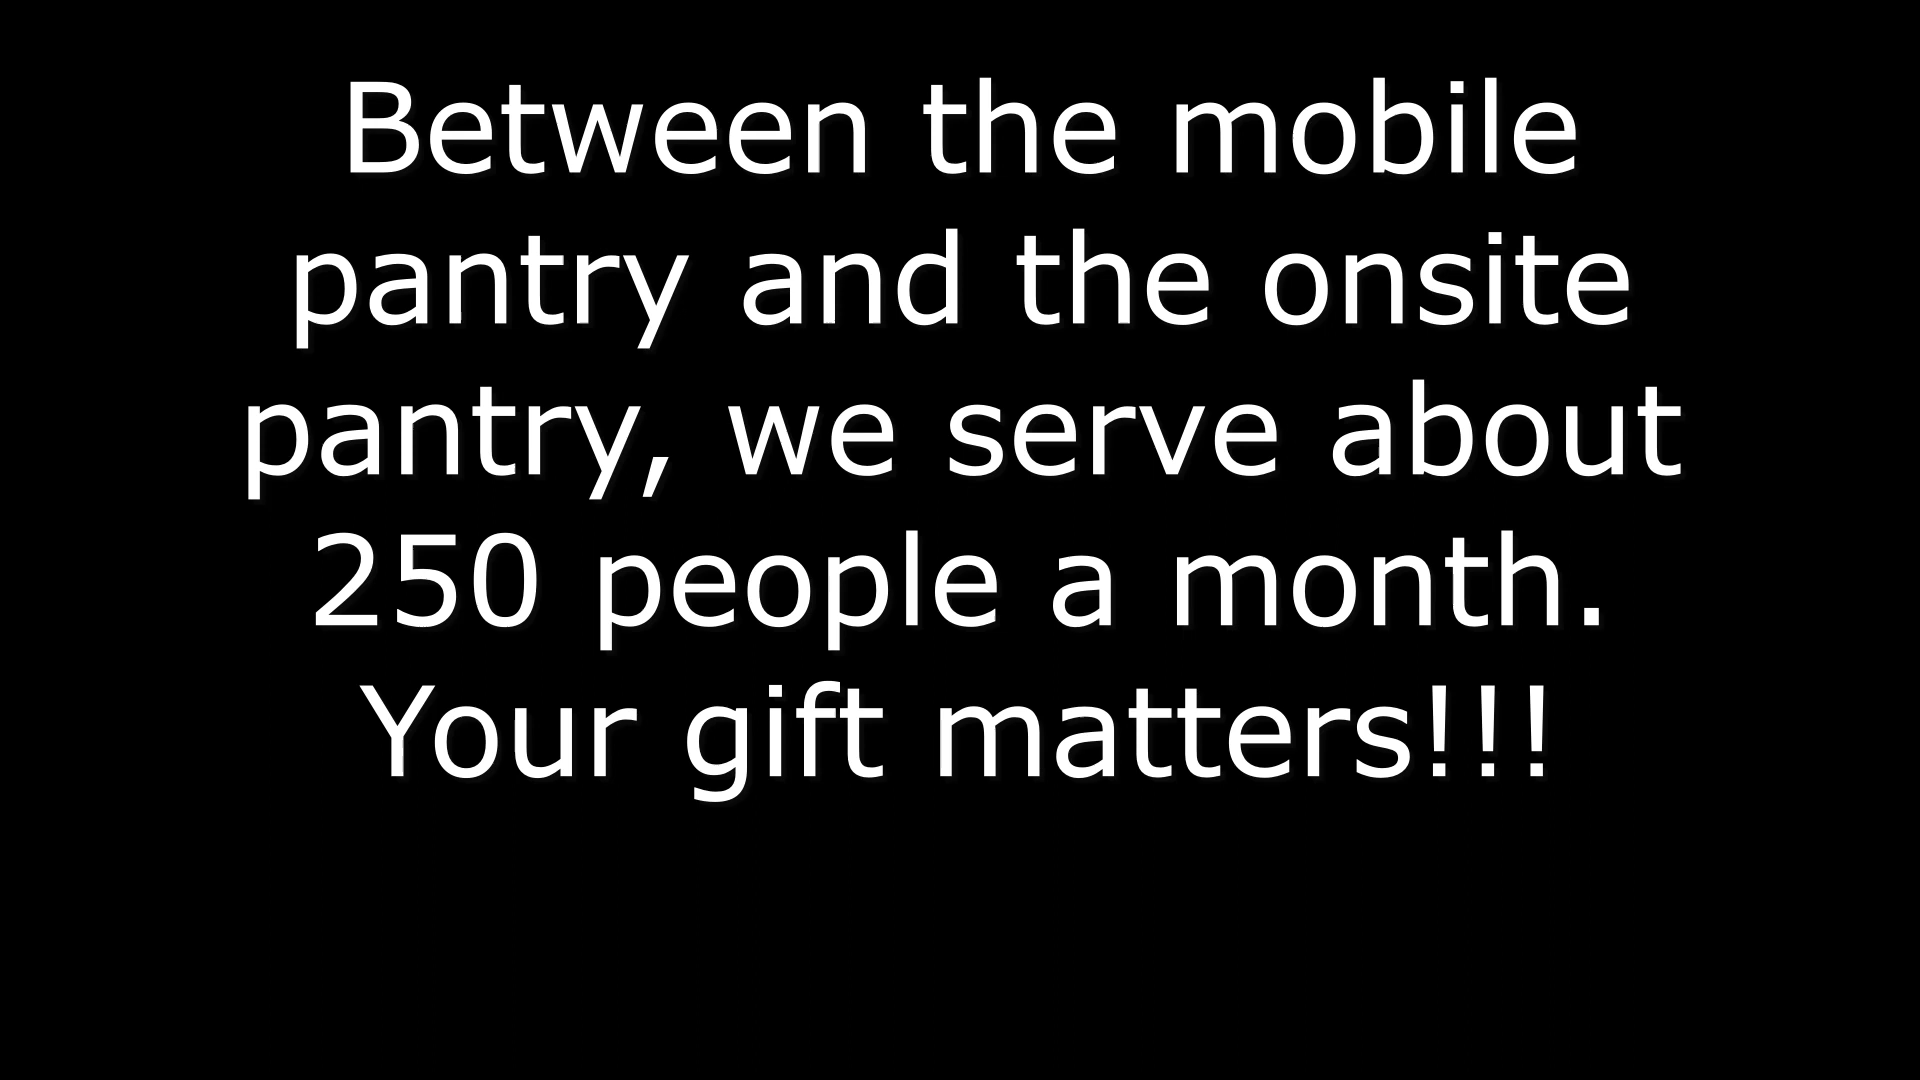 Between the mobile
pantry and the onsite
pantry, we serve about
250 people a month.
Your gift matters!!!